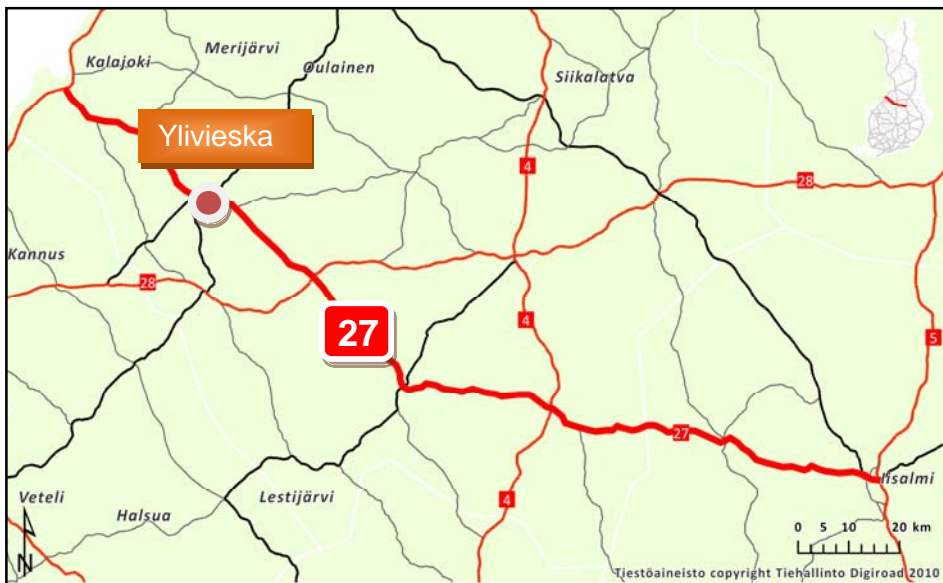 Merijärvi
Kalajoki
Oulainen
Siikalatva
Ylivieska
4
28
Kannus
28
27
4
5
27
Iisalmi
Veteli
Lestijärvi
4
Halsua
0 5 10 20 km
N
Tiestöaineisto copyright Tiehallinto Digiroad 2010